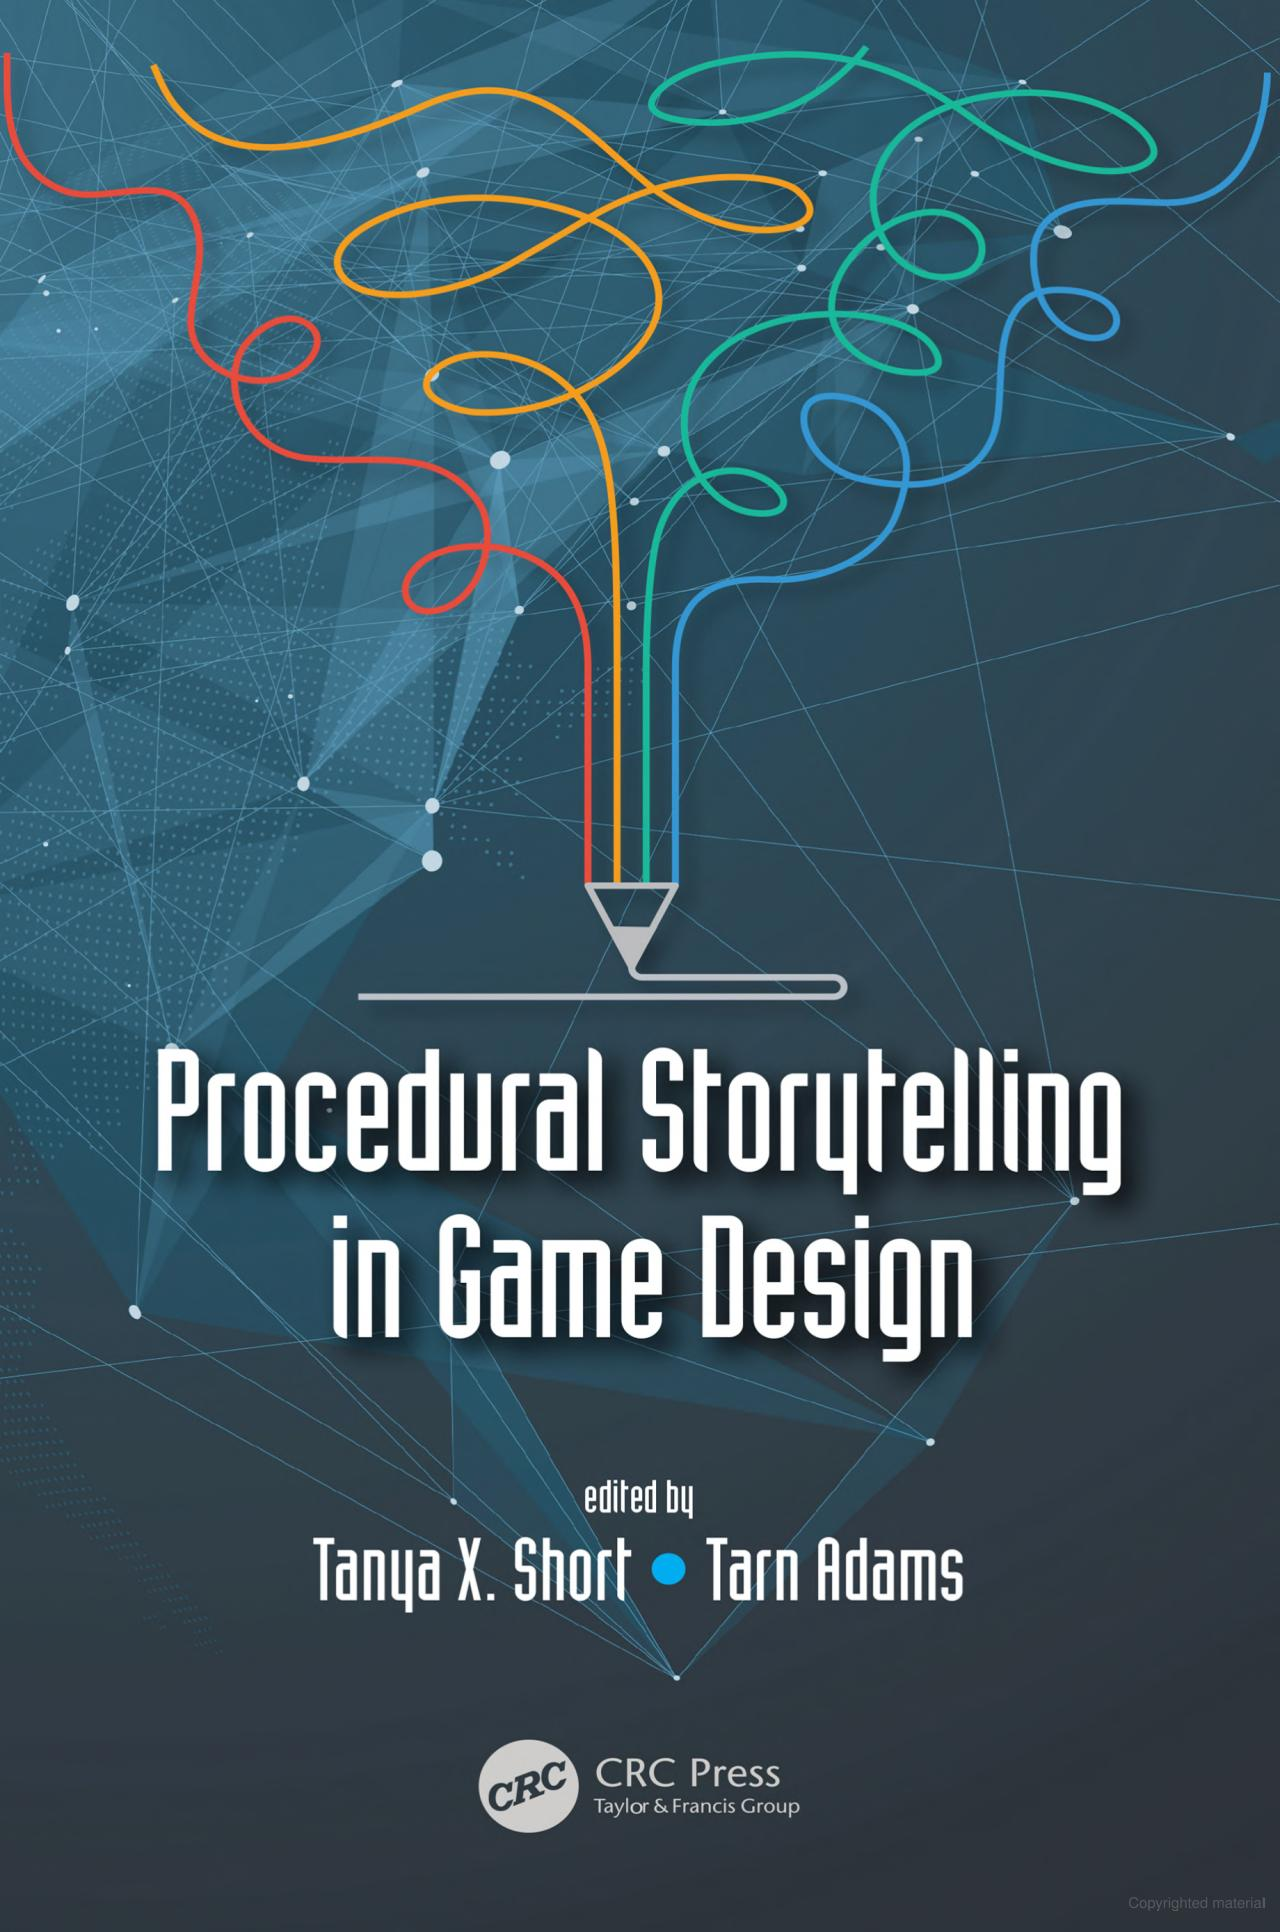 Procedural Storytelling
in Game Design
edited by
Tanya X. Short • Tarn Adams
CRC
CRC Press
Taylor & Francis Group
Copyrighted material